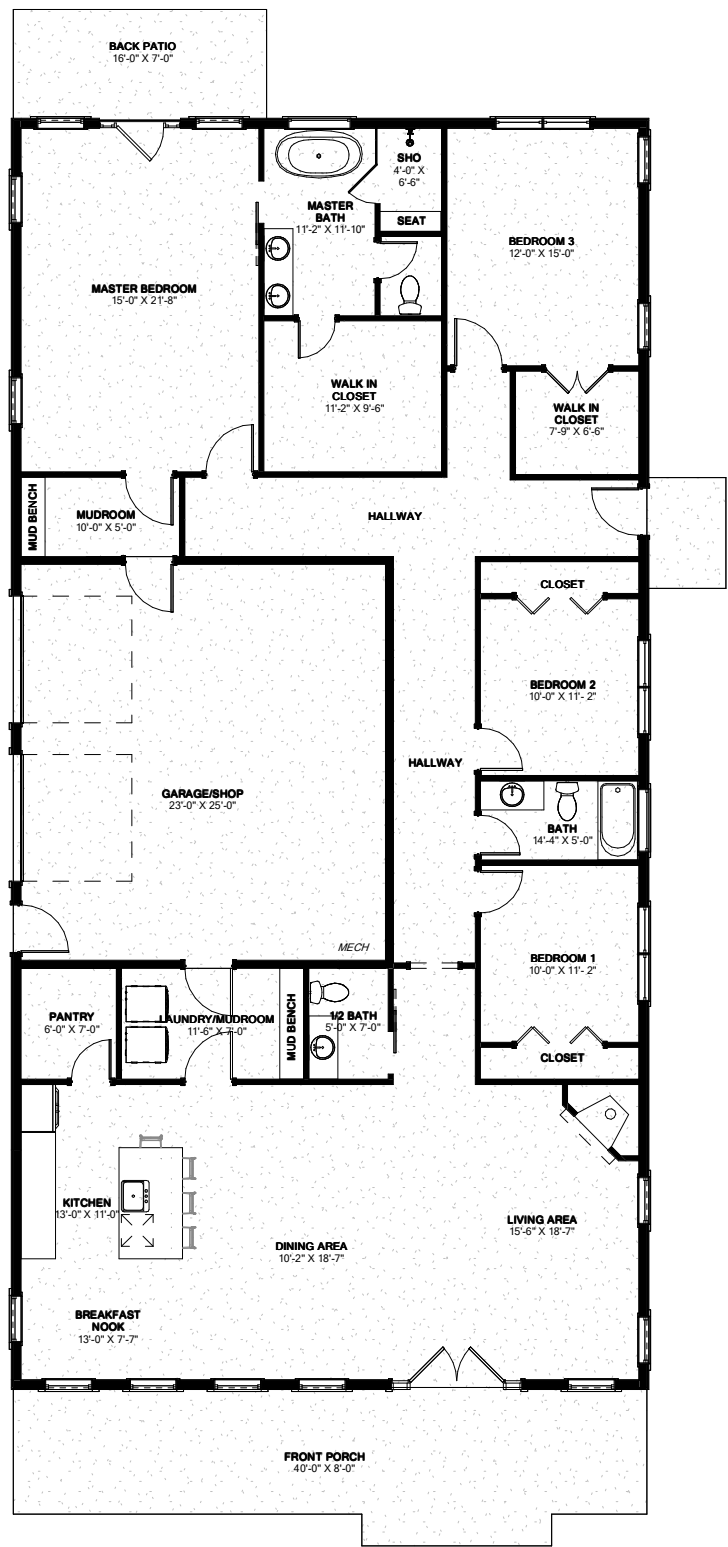 BACK PATIO
16'-0" X 7'-0"
SHO
4'-0" X
6'-6"
SEAT
MASTER
BATH
11'-2" X 11'-10"
BEDROOM 3
12'-0" X 15'-0"
MASTER BEDROOM
15'-0" X 21'-8"
WALK IN
CLOSET
11'-2" X 9'-6"
WALK IN
CLOSET
7'-9" X 6'-6"
MUD BENCH
MUDROOM
10'-0" X 5'-0"
HALLWAY
CLOSET
BEDROOM 2
10'-0" X 11'- 2"
HALLWAY
GARAGE/SHOP
23'-0" X 25'-0"
BATH
14'-4" X 5'-0"
MECH
BEDROOM 1
10'-0" X 11'- 2"
PANTRY
6'-0" X 7'-0"
LAUNDRY/MUDROOM
11'-6" X 7'-0"
MUD BENCH
1/2 BATH
5'-0" X 7'-0"
CLOSET
KITCHEN
13'-0" X 11'-0"
LIVING AREA
15'-6" X 18'-7"
DINING AREA
10'-2" X 18'-7"
BREAKFAST
NOOK
13'-0" X 7'-7"
FRONT PORCH
40'-0" X 8'-0"